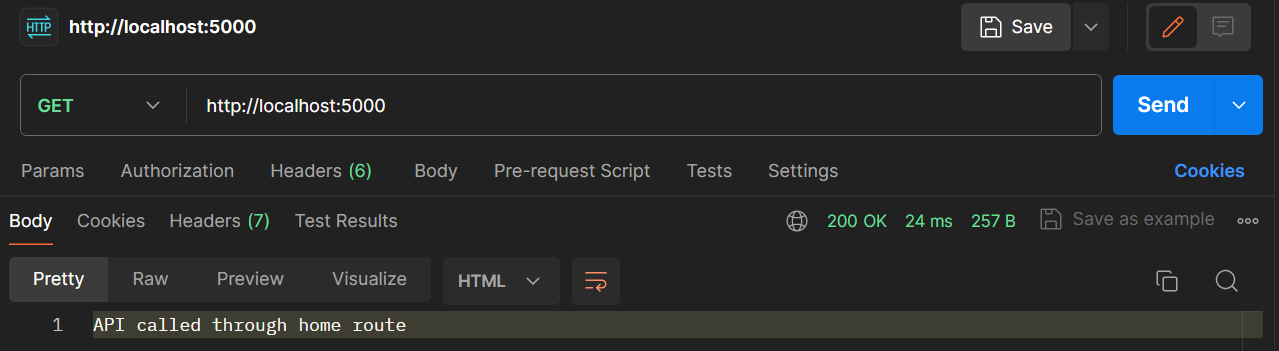 HTTP http://localhost:5000 Save
GET http://localhost:5000 Send
Params Authorization Headers (6) Body Pre-request Script Tests Settings Cookies
Body Cookies Headers (7) Test Results 200 OK 24 ms 257 B Save as example
Pretty Raw Preview Visualize HTML
1 API called through home route